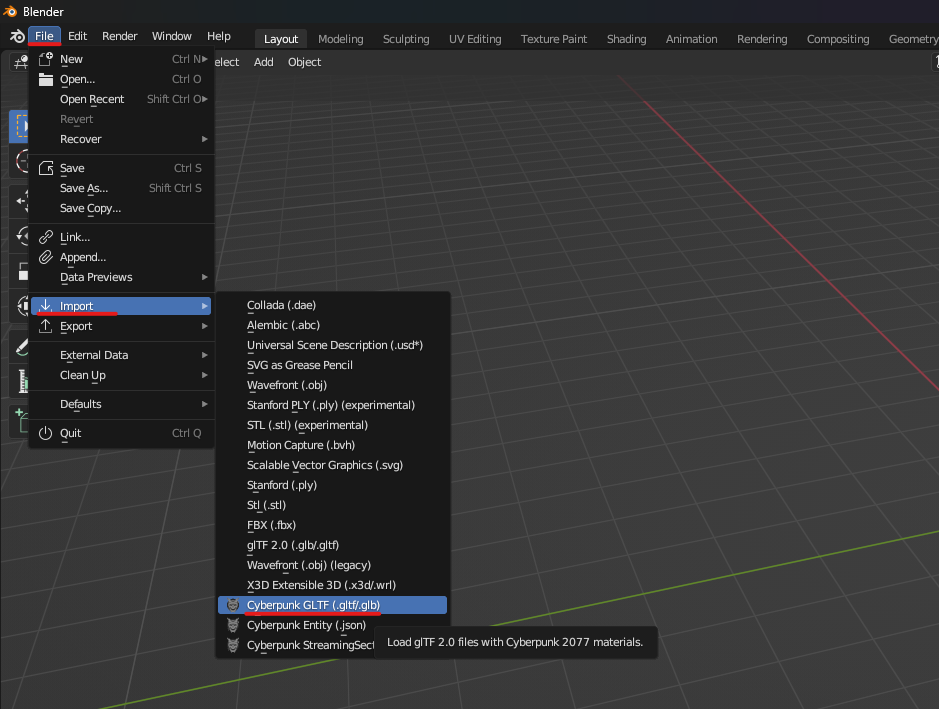 Blender
File Edit Render Window Help Layout Modeling Sculpting UV Editing Texture Paint Shading Animation Rendering Compositing Geometry
elect Add Object
New Ctrl N
Open... Ctrl O
Open Recent Shift Ctrl O
Revert
Recover
Save Ctrl S
Save As... Shift Ctrl S
Save Copy...
Link...
Append...
Data Previews
Import
Export
External Data
Clean Up
Defaults
Quit Ctrl Q
Collada (.dae)
Alembic (.abc)
Universal Scene Description (.usd*)
SVG as Grease Pencil
Wavefront (.obj)
Stanford PLY (.ply) (experimental)
STL (.stl) (experimental)
Motion Capture (.bvh)
Scalable Vector Graphics (.svg)
Stanford (.ply)
Stl (.stl)
FBX (.fbx)
glTF 2.0 (.glb/.gltf)
Wavefront (.obj) (legacy)
X3D Extensible 3D (.x3d/.wrl)
Cyberpunk GLTF (.gltf/.glb)
Cyberpunk Entity (.json)
Cyberpunk StreamingSect
Load glTF 2.0 files with Cyberpunk 2077 materials.